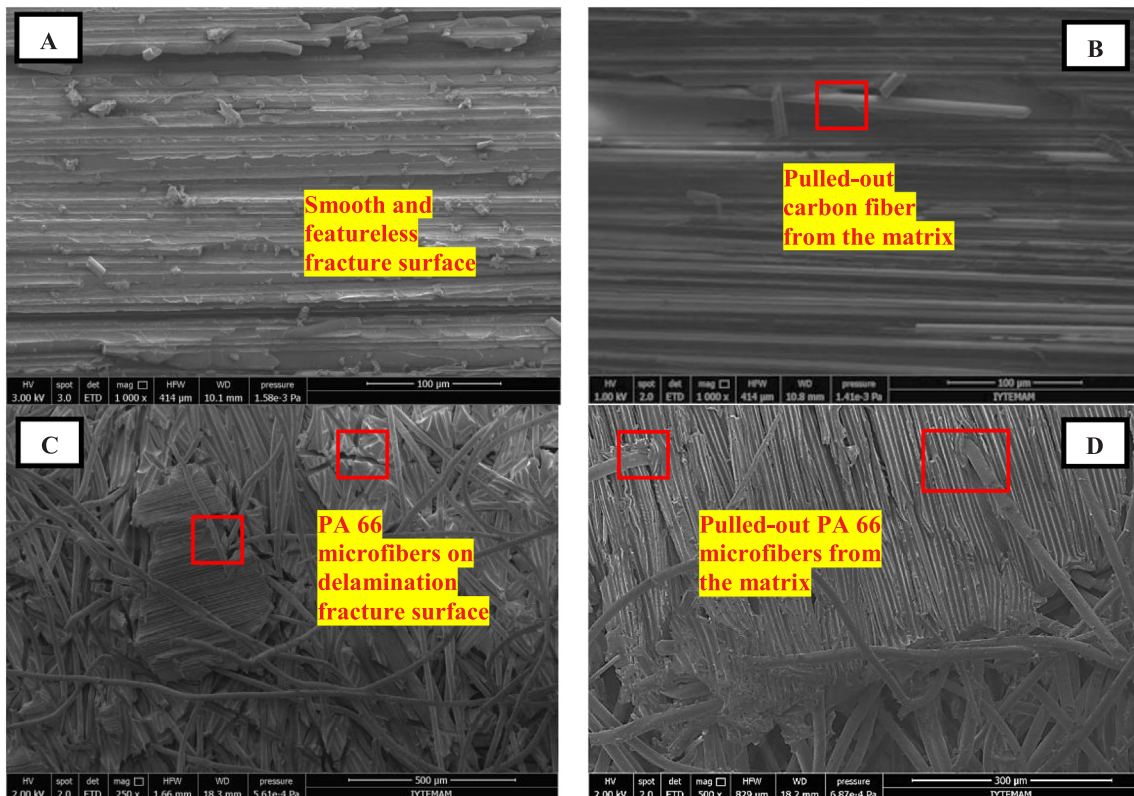 A
Smooth and
featureless
fracture surface
HV spot det mag □ HFW WD pressure
100 µm
3.00 kV 3.0 ETD 1 000 x 414 µm 10.1 mm 1.58e-3 Pa
B
Pulled-out
carbon fiber
from the matrix
HV spot det mag □ HFW WD pressure
100 µm
1.00 kV 2.0 ETD 1 000 x 414 µm 10.8 mm 1.41e-3 Pa IYTEMAM
C
PA 66
microfibers on
delamination
fracture surface
HV spot det mag □ HFW WD pressure
500 µm
2.00 kV 2.0 ETD 250 x 1.66 mm 18.3 mm 5.61e-4 Pa IYTEMAM
D
Pulled-out PA 66
microfibers from
the matrix
HV spot det mag □ HFW WD pressure
300 µm
2.00 kV 2.0 ETD 500 x 829 µm 18.2 mm 6.87e-4 Pa IYTEMAM